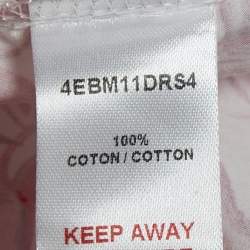 4EBM11DRS4
100%
COTON / COTTON
KEEP AWAY